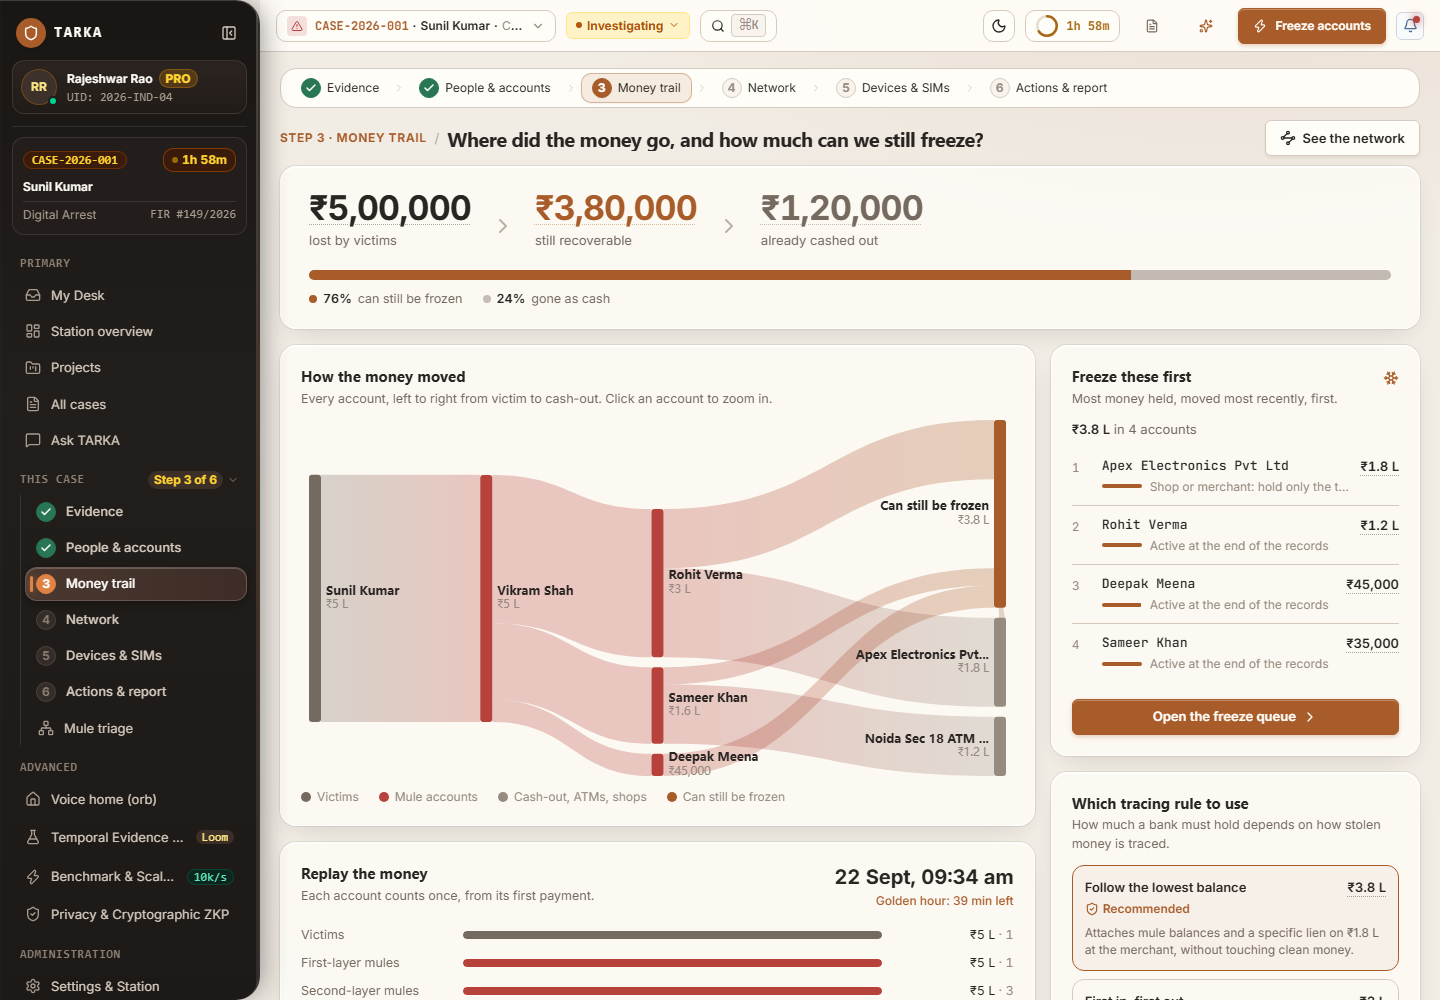 TARKA
RR
Rajeshwar Rao PRO
UID: 2026-IND-04
CASE-2026-001
1h 58m
Sunil Kumar
Digital Arrest
FIR #149/2026
PRIMARY
My Desk
Station overview
Projects
All cases
Ask TARKA
THIS CASE
Step 3 of 6
Evidence
People & accounts
3 Money trail
4 Network
5 Devices & SIMs
6 Actions & report
Mule triage
ADVANCED
Voice home (orb)
Temporal Evidence ... Loom
Benchmark & Scal... 10k/s
Privacy & Cryptographic ZKP
ADMINISTRATION
Settings & Station
CASE-2026-001 · Sunil Kumar · C...
Investigating
⌘K
1h 58m
Freeze accounts
Evidence
People & accounts
3 Money trail
4 Network
5 Devices & SIMs
6 Actions & report
STEP 3 · MONEY TRAIL / Where did the money go, and how much can we still freeze?
See the network
₹5,00,000
lost by victims
₹3,80,000
still recoverable
₹1,20,000
already cashed out
76% can still be frozen
24% gone as cash
How the money moved
Every account, left to right from victim to cash-out. Click an account to zoom in.
Sunil Kumar
₹5 L
Vikram Shah
₹5 L
Rohit Verma
₹3 L
Sameer Khan
₹1.6 L
Deepak Meena
₹45,000
Can still be frozen
₹3.8 L
Apex Electronics Pvt...
₹1.8 L
Noida Sec 18 ATM ...
₹1.2 L
Victims
Mule accounts
Cash-out, ATMs, shops
Can still be frozen
Replay the money
Each account counts once, from its first payment.
22 Sept, 09:34 am
Golden hour: 39 min left
Victims ₹5 L · 1
First-layer mules ₹5 L · 1
Second-layer mules ₹5 L · 3
Freeze these first
Most money held, moved most recently, first.
₹3.8 L in 4 accounts
1 Apex Electronics Pvt Ltd ₹1.8 L
Shop or merchant: hold only the t...
2 Rohit Verma ₹1.2 L
Active at the end of the records
3 Deepak Meena ₹45,000
Active at the end of the records
4 Sameer Khan ₹35,000
Active at the end of the records
Open the freeze queue
Which tracing rule to use
How much a bank must hold depends on how stolen
money is traced.
Follow the lowest balance ₹3.8 L
Recommended
Attaches mule balances and a specific lien on ₹1.8 L
at the merchant, without touching clean money.